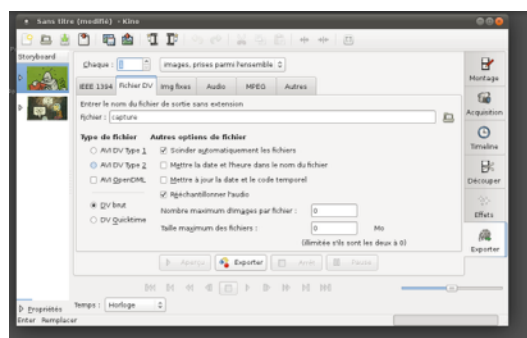 Sans titre (modifié) - Kino
Storyboard
Chaque : images, prises parmi l'ensemble
IEEE 1394 Fichier DV Img fixes Audio MPEG Autres
Entrer le nom du fichier de sortie sans extension
Fichier : capture
Type de fichier Autres options de fichier
AVI DV Type 1 Scinder automatiquement les fichiers
AVI DV Type 2 Mettre la date et l'heure dans le nom du fichier
AVI OpenDML Mettre à jour la date et le code temporel
Rééchantillonner l'audio
DV brut Nombre maximum d'images par fichier : 0
DV Quicktime
Taille maximum des fichiers : 0 Mo
(illimitée s'ils sont les deux à 0)
Aperçu Exporter Arrêt Pause
Montage
Acquisition
Timeline
Découper
Effets
Exporter
Temps : Horloge
Propriétés
Enter Remplacer